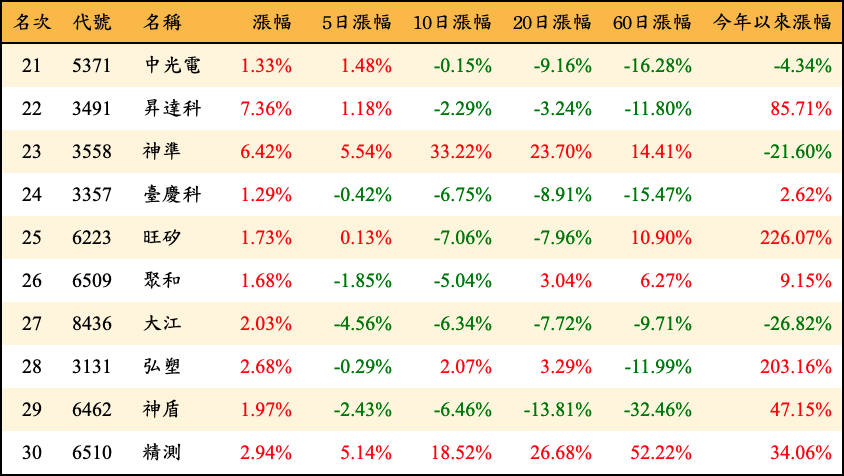 名次 代號 名稱 漲幅 5日漲幅 10日漲幅 20日漲幅 60日漲幅 今年以來漲幅
21 5371 中光電 1.33% 1.48% -0.15% -9.16% -16.28% -4.34%
22 3491 昇達科 7.36% 1.18% -2.29% -3.24% -11.80% 85.71%
23 3558 神準 6.42% 5.54% 33.22% 23.70% 14.41% -21.60%
24 3357 臺慶科 1.29% -0.42% -6.75% -8.91% -15.47% 2.62%
25 6223 旺矽 1.73% 0.13% -7.06% -7.96% 10.90% 226.07%
26 6509 聚和 1.68% -1.85% -5.04% 3.04% 6.27% 9.15%
27 8436 大江 2.03% -4.56% -6.34% -7.72% -9.71% -26.82%
28 3131 弘塑 2.68% -0.29% 2.07% 3.29% -11.99% 203.16%
29 6462 神盾 1.97% -2.43% -6.46% -13.81% -32.46% 47.15%
30 6510 精測 2.94% 5.14% 18.52% 26.68% 52.22% 34.06%